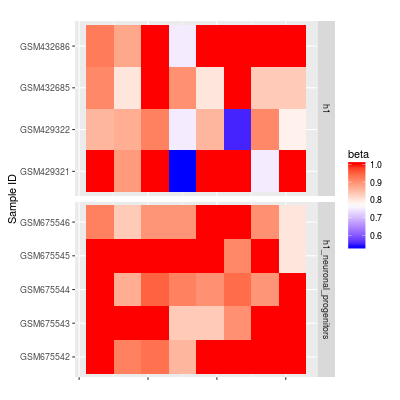 GSM432686
GSM432685
GSM429322
GSM429321
h1
GSM675546
GSM675545
GSM675544
GSM675543
GSM675542
h1_neuronal_progenitors
Sample ID
beta
1.0
0.9
0.8
0.7
0.6